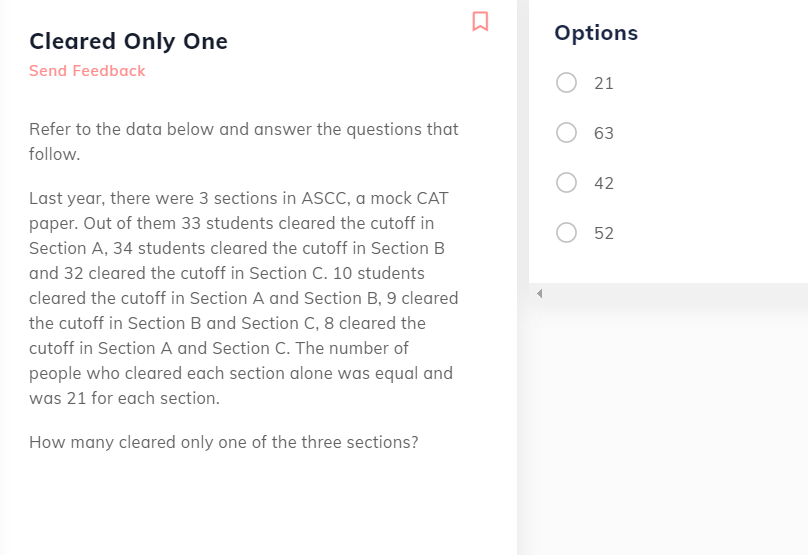 Cleared Only One
Send Feedback
Refer to the data below and answer the questions that
follow.
Last year, there were 3 sections in ASCC, a mock CAT
paper. Out of them 33 students cleared the cutoff in
Section A, 34 students cleared the cutoff in Section B
and 32 cleared the cutoff in Section C. 10 students
cleared the cutoff in Section A and Section B, 9 cleared
the cutoff in Section B and Section C, 8 cleared the
cutoff in Section A and Section C. The number of
people who cleared each section alone was equal and
was 21 for each section.
How many cleared only one of the three sections?
Options
21
63
42
52